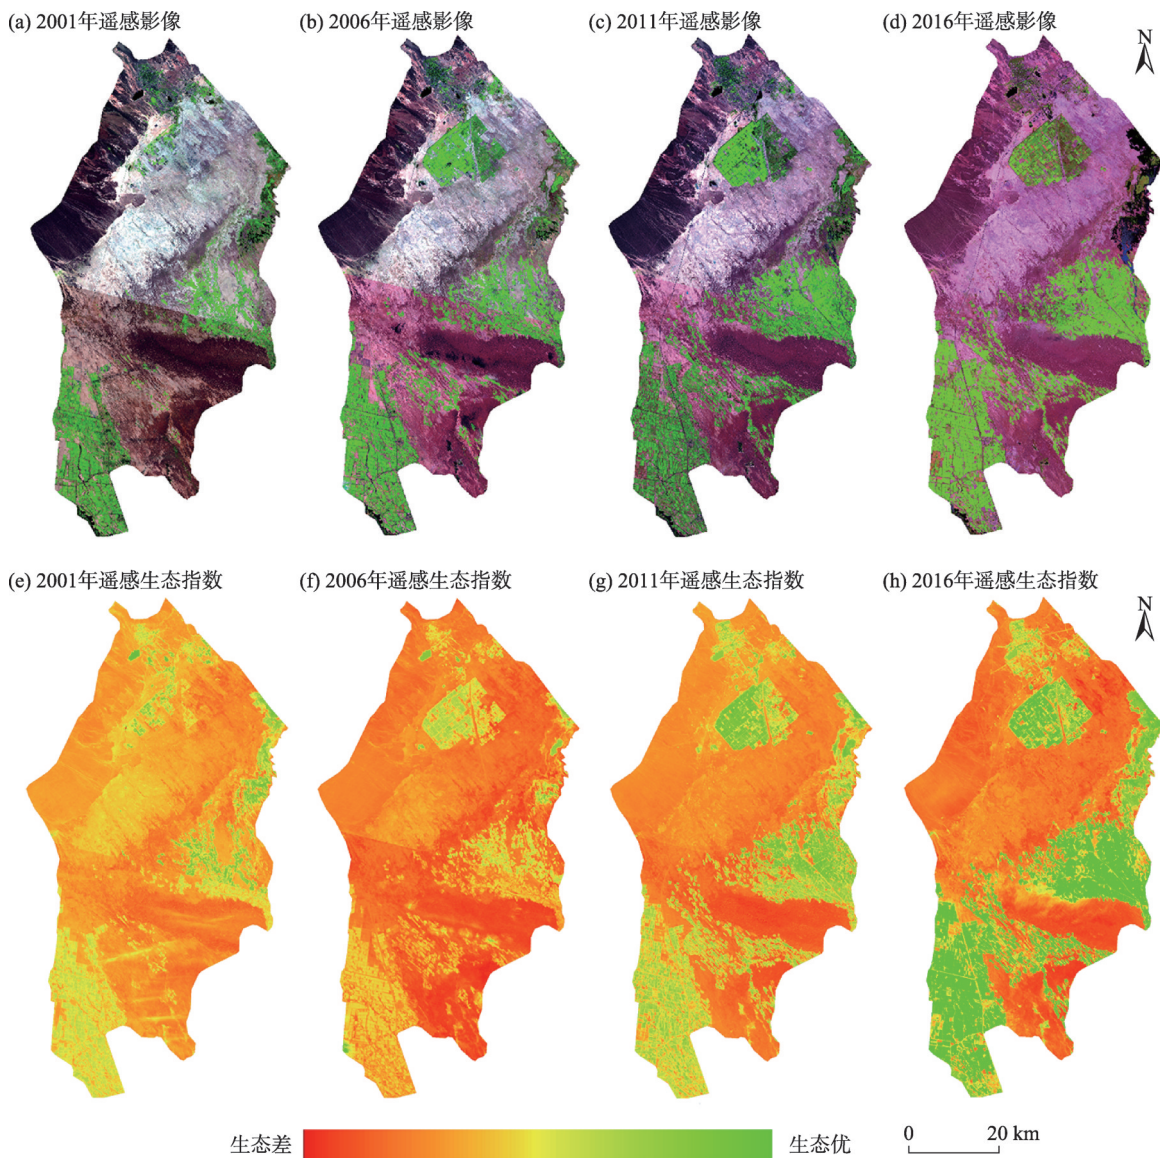 (a) 2001年遥感影像
(b) 2006年遥感影像
(c) 2011年遥感影像
(d) 2016年遥感影像
N
(e) 2001年遥感生态指数
(f) 2006年遥感生态指数
(g) 2011年遥感生态指数
(h) 2016年遥感生态指数
N
生态差
生态优
0 20 km